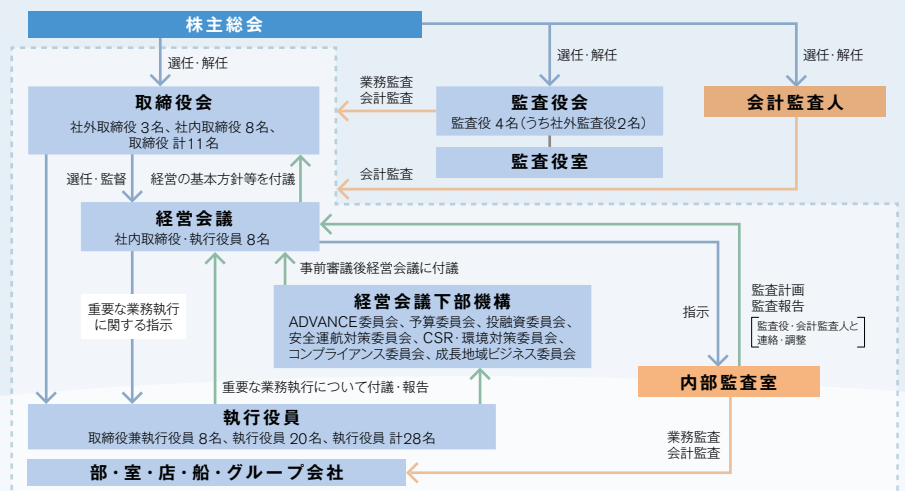 株主総会
選任・解任
選任・解任
選任・解任
業務監査
会計監査
取締役会
社外取締役 3名、社内取締役 8名、
取締役 計11名
監査役会
監査役 4名(うち社外監査役2名)
監査役室
会計監査人
会計監査
選任・監督
経営の基本方針等を付議
経営会議
社内取締役・執行役員 8名
事前審議後経営会議に付議
重要な業務執行
に関する指示
経営会議下部機構
ADVANCE委員会、予算委員会、投融資委員会、
安全運航対策委員会、CSR・環境対策委員会、
コンプライアンス委員会、成長地域ビジネス委員会
指示
監査計画
監査報告
監査役・会計監査人と
連絡・調整
内部監査室
重要な業務執行について付議・報告
執行役員
取締役兼執行役員 8名、執行役員 20名、執行役員 計28名
業務監査
会計監査
部・室・店・船・グループ会社